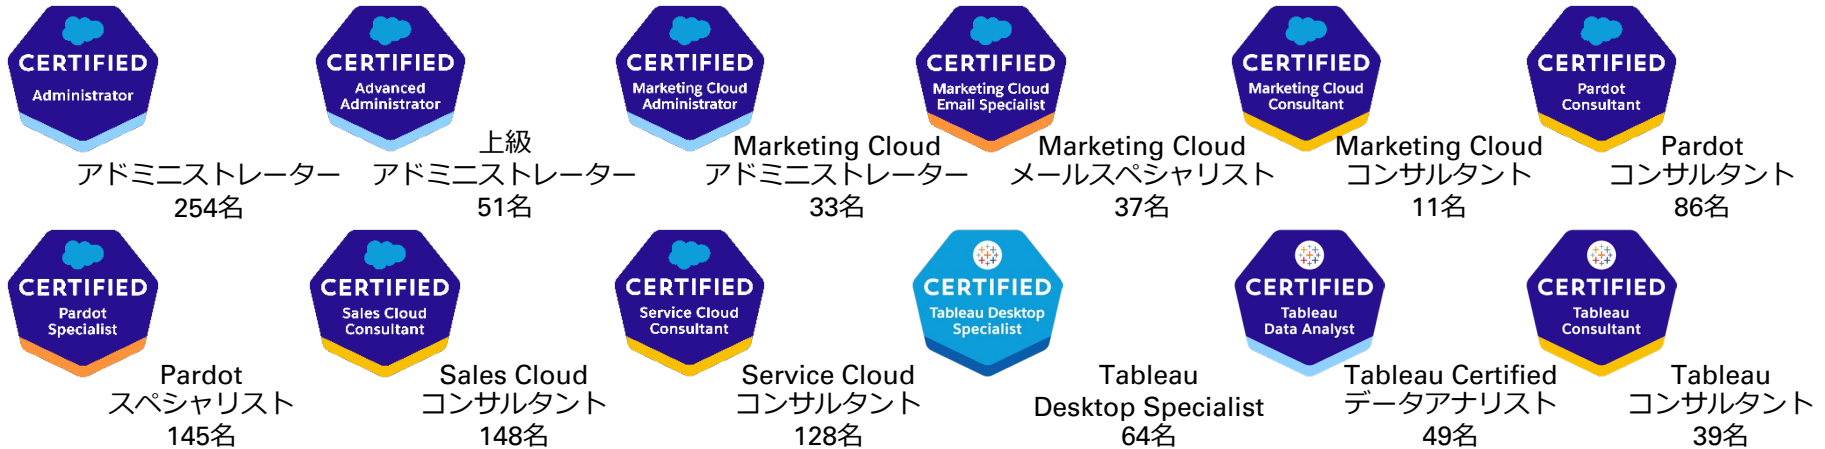 CERTIFIED
Administrator
アドミニストレーター
254名
CERTIFIED
Advanced
Administrator
上級
アドミニストレーター
51名
CERTIFIED
Marketing Cloud
Administrator
Marketing Cloud
アドミニストレーター
33名
CERTIFIED
Marketing Cloud
Email Specialist
Marketing Cloud
メールスペシャリスト
37名
CERTIFIED
Marketing Cloud
Consultant
Marketing Cloud
コンサルタント
11名
CERTIFIED
Pardot
Consultant
Pardot
コンサルタント
86名
CERTIFIED
Pardot
Specialist
Pardot
スペシャリスト
145名
CERTIFIED
Sales Cloud
Consultant
Sales Cloud
コンサルタント
148名
CERTIFIED
Service Cloud
Consultant
Service Cloud
コンサルタント
128名
CERTIFIED
Tableau Desktop
Specialist
Tableau
Desktop Specialist
64名
CERTIFIED
Tableau
Data Analyst
Tableau Certified
データアナリスト
49名
CERTIFIED
Tableau
Consultant
Tableau
コンサルタント
39名